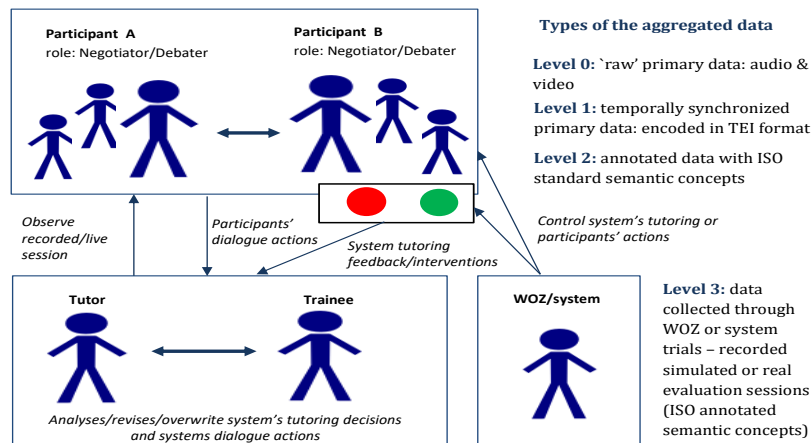 Participant A
role: Negotiator/Debater
Participant B
role: Negotiator/Debater
Types of the aggregated data
Level 0: `raw' primary data: audio &
video
Level 1: temporally synchronized
primary data: encoded in TEI format
Level 2: annotated data with ISO
standard semantic concepts
Observe
recorded/live
session
Participants'
dialogue actions
System tutoring
feedback/interventions
Control system's tutoring or
participants' actions
Tutor
Trainee
Analyses/revises/overwrite system's tutoring decisions
and systems dialogue actions
WOZ/system
Level 3: data
collected through
WOZ or system
trials – recorded
simulated or real
evaluation sessions
(ISO annotated
semantic concepts)